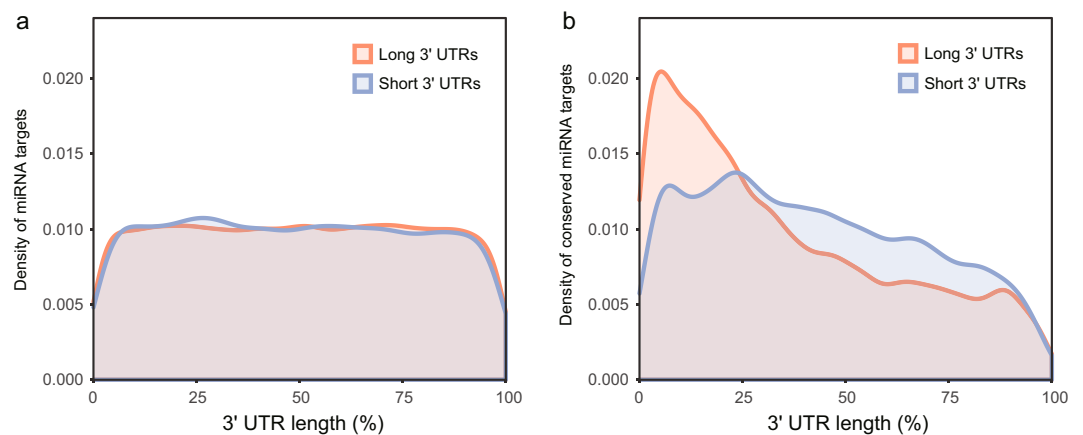 a
Long 3' UTRs
Short 3' UTRs
Density of miRNA targets
0.020
0.015
0.010
0.005
0.000
0
25
50
75
100
3' UTR length (%)
b
Long 3' UTRs
Short 3' UTRs
Density of conserved miRNA targets
0.020
0.015
0.010
0.005
0.000
0
25
50
75
100
3' UTR length (%)